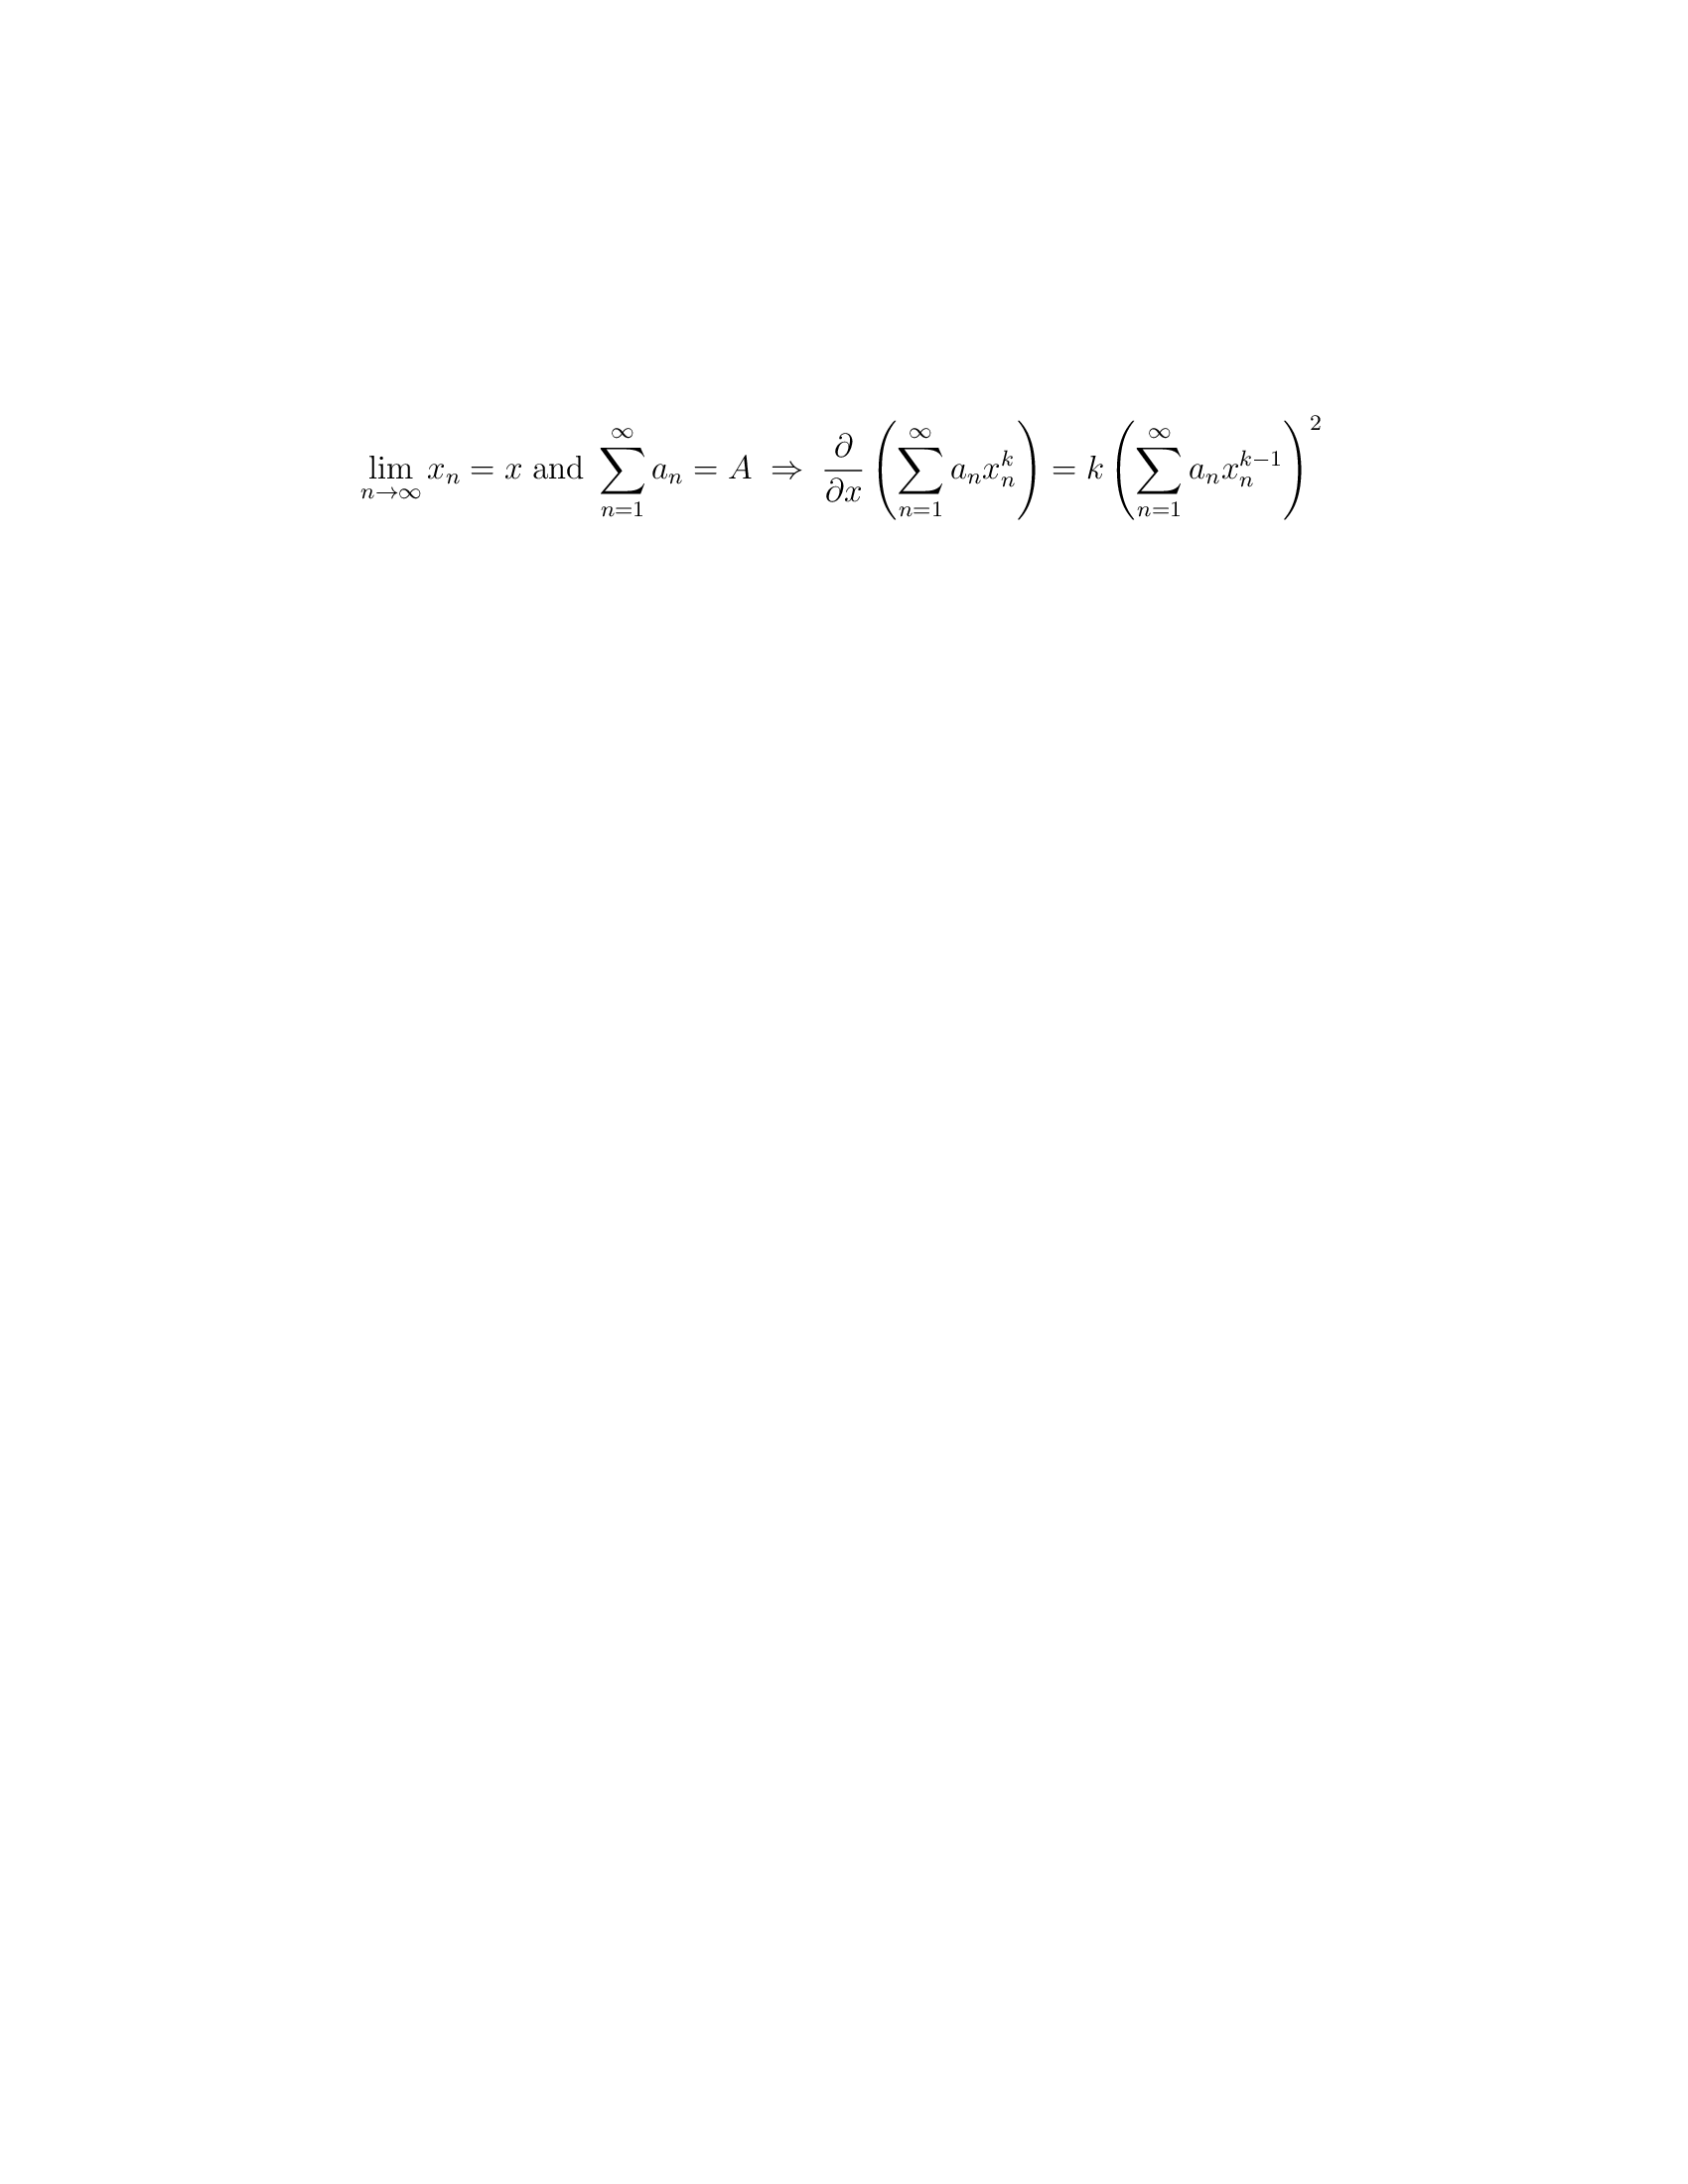 \lim_{n \to \infty} x_n = x \text{ and } \sum_{n=1}^{\infty} a_n = A \Rightarrow \frac{\partial}{\partial x} \left( \sum_{n=1}^{\infty} a_n x_n^k \right) = k \left( \sum_{n=1}^{\infty} a_n x_n^{k-1} \right)^2